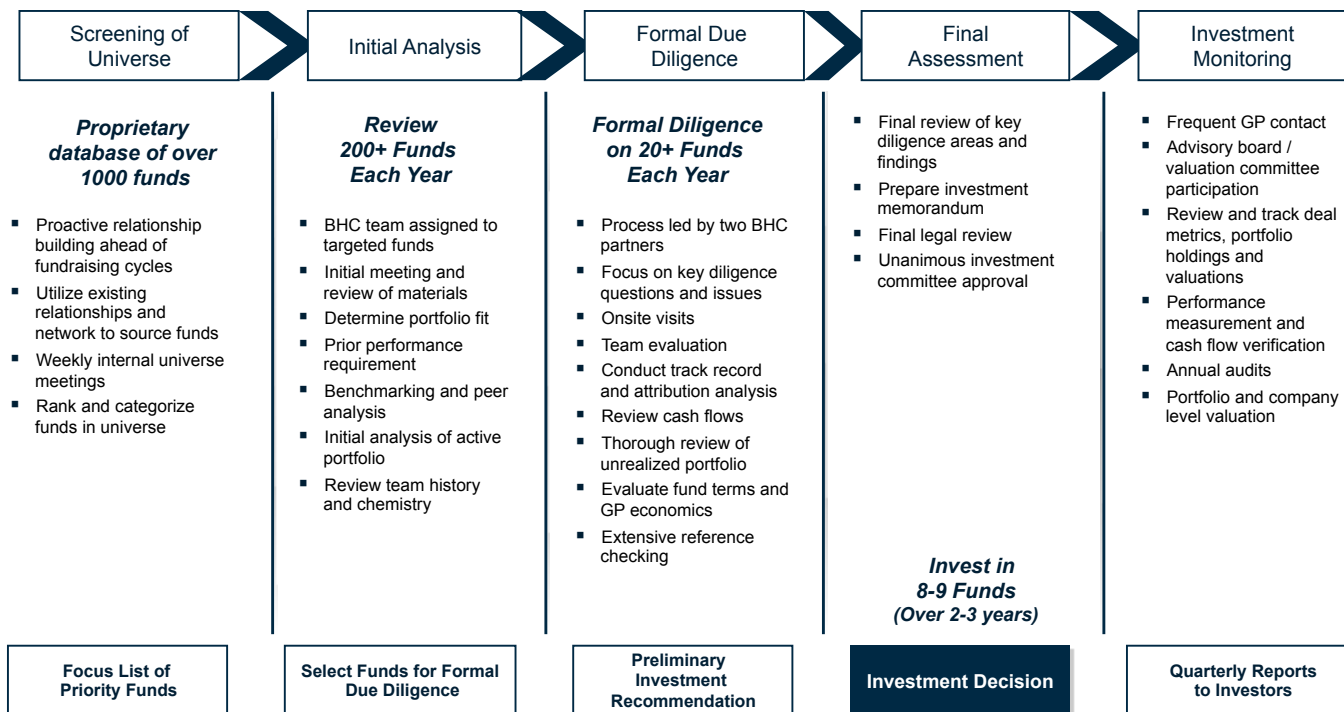 Screening of
Universe
Initial Analysis
Formal Due
Diligence
Final
Assessment
Investment
Monitoring
Proprietary
database of over
1000 funds
▪ Proactive relationship
building ahead of
fundraising cycles
▪ Utilize existing
relationships and
network to source funds
▪ Weekly internal universe
meetings
▪ Rank and categorize
funds in universe
Focus List of
Priority Funds
Review
200+ Funds
Each Year
▪ BHC team assigned to
targeted funds
▪ Initial meeting and
review of materials
▪ Determine portfolio fit
▪ Prior performance
requirement
▪ Benchmarking and peer
analysis
▪ Initial analysis of active
portfolio
▪ Review team history
and chemistry
Select Funds for Formal
Due Diligence
Formal Diligence
on 20+ Funds
Each Year
▪ Process led by two BHC
partners
▪ Focus on key diligence
questions and issues
▪ Onsite visits
▪ Team evaluation
▪ Conduct track record
and attribution analysis
▪ Review cash flows
▪ Thorough review of
unrealized portfolio
▪ Evaluate fund terms and
GP economics
▪ Extensive reference
checking
Preliminary
Investment
Recommendation
▪ Final review of key
diligence areas and
findings
▪ Prepare investment
memorandum
▪ Final legal review
▪ Unanimous investment
committee approval
Invest in
8-9 Funds
(Over 2-3 years)
Investment Decision
▪ Frequent GP contact
▪ Advisory board /
valuation committee
participation
▪ Review and track deal
metrics, portfolio
holdings and
valuations
▪ Performance
measurement and
cash flow verification
▪ Annual audits
▪ Portfolio and company
level valuation
Quarterly Reports
to Investors